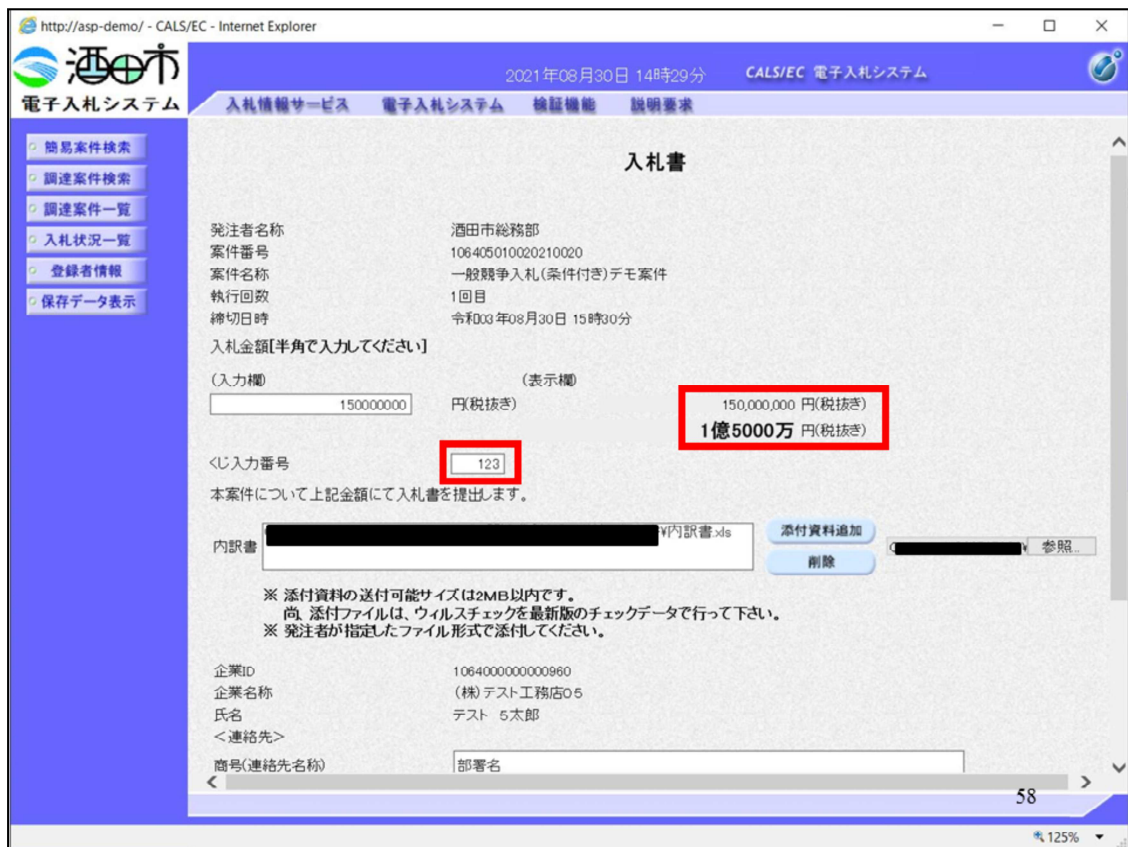 http://asp-demo/ - CALS/EC - Internet Explorer
酒田市
電子入札システム
2021年08月30日 14時29分
CALS/EC 電子入札システム
入札情報サービス 電子入札システム 検証機能 説明要求
簡易案件検索
調達案件検索
調達案件一覧
入札状況一覧
登録者情報
保存データ表示
入札書
発注者名称 酒田市総務部
案件番号 106405010020210020
案件名称 一般競争入札(条件付き)デモ案件
執行回数 1回目
締切日時 令和03年08月30日 15時30分
入札金額[半角で入力してください]
(入力欄) (表示欄)
150000000 円(税抜き) 150,000,000 円(税抜き)
1億5000万 円(税抜き)
くじ入力番号 123
本案件について上記金額にて入札書を提出します。
内訳書 ¥内訳書.xls 添付資料追加 参照...
削除
※ 添付資料の送付可能サイズは2MB以内です。
尚、添付ファイルは、ウィルスチェックを最新版のチェックデータで行って下さい。
※ 発注者が指定したファイル形式で添付してください。
企業ID 1064000000000960
企業名称 (株)テスト工務店05
氏名 テスト 5太郎
<連絡先>
商号(連絡先名称) 部署名
58
125%